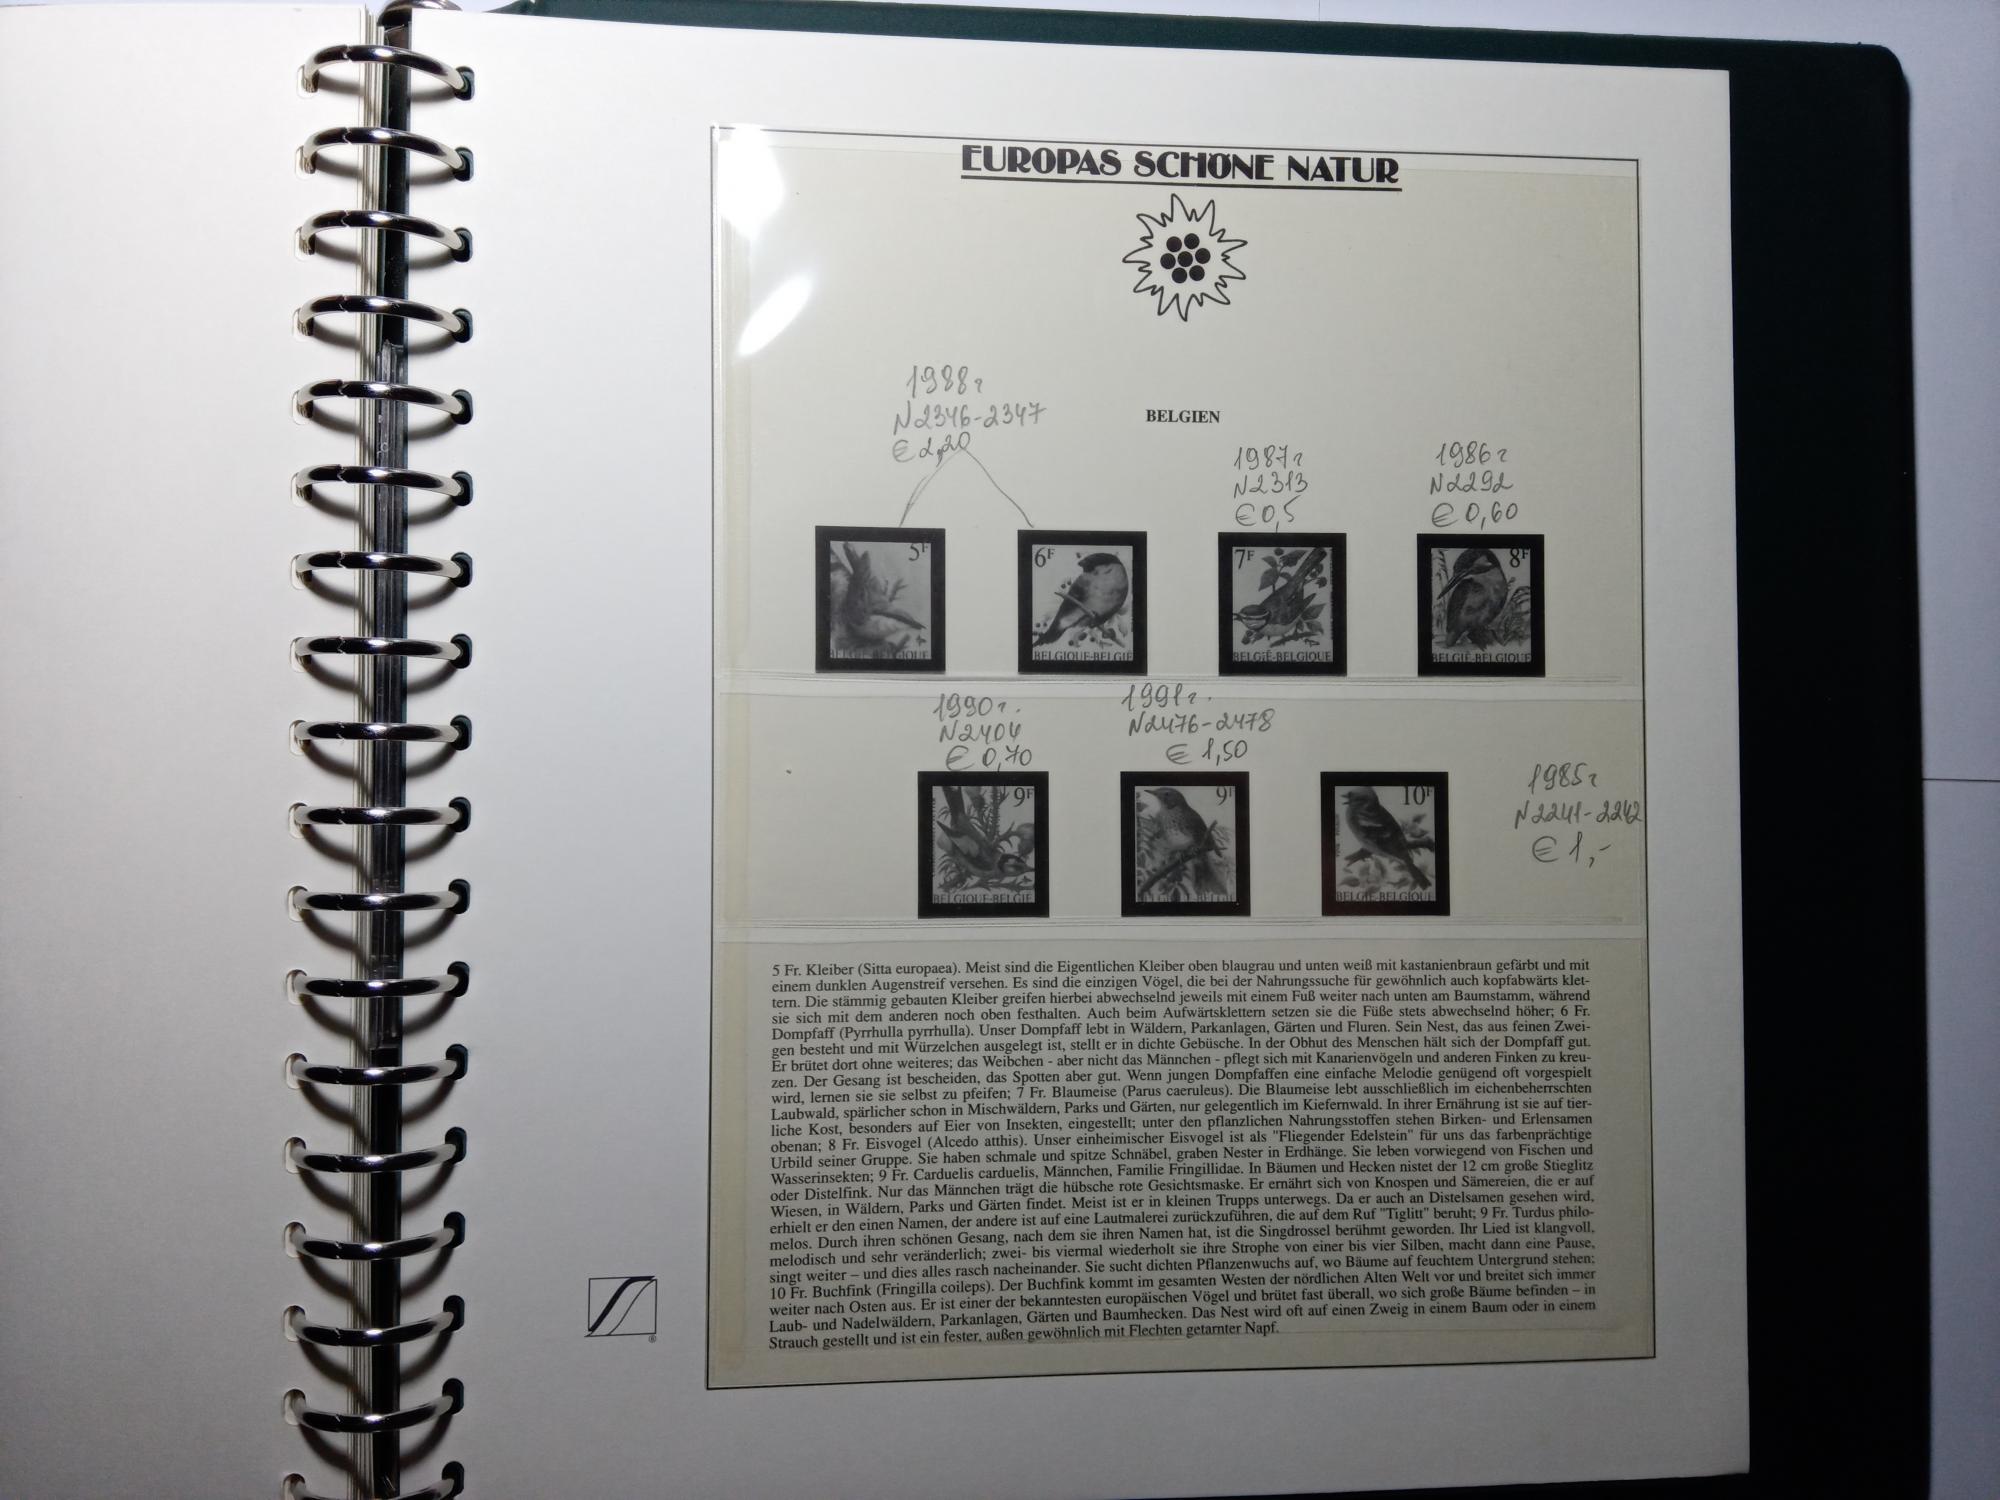 EUROPAS SCHÖNE NATUR
1988г
N2346-2347
€2,20
BELGIEN
1987г
N2313
€0,5
1986г
N2292
€0,60
5F
BELGIË-BELGIQUE
6F
BELGIQUE-BELGIË
7F
BELGIË-BELGIQUE
8F
BELGIË-BELGIQUE
1990г.
N2404
€0,70
1991г.
N2476-2478
€1,50
1985г
N2241-2242
€1,-
9F
BELGIQUE-BELGIË
9F
10F
BELGIË-BELGIQUE
5 Fr. Kleiber (Sitta europaea). Meist sind die Eigentlichen Kleiber oben blaugrau und unten weiß mit kastanienbraun gefärbt und mit
einem dunklen Augenstreif versehen. Es sind die einzigen Vögel, die bei der Nahrungssuche für gewöhnlich auch kopfabwärts klet-
tern. Die stämmig gebauten Kleiber greifen hierbei abwechselnd jeweils mit einem Fuß weiter nach unten am Baumstamm, während
sie sich mit dem anderen noch oben festhalten. Auch beim Aufwärtsklettern setzen sie die Füße stets abwechselnd höher; 6 Fr.
Dompfaff (Pyrrhulla pyrrhulla). Unser Dompfaff lebt in Wäldern, Parkanlagen, Gärten und Fluren. Sein Nest, das aus feinen Zwei-
gen besteht und mit Würzelchen ausgelegt ist, stellt er in dichte Gebüsche. In der Obhut des Menschen hält sich der Dompfaff gut.
Er brütet dort ohne weiteres; das Weibchen - aber nicht das Männchen - pflegt sich mit Kanarienvögeln und anderen Finken zu kreu-
zen. Der Gesang ist bescheiden, das Spotten aber gut. Wenn jungen Dompfaffen eine einfache Melodie genügend oft vorgespielt
wird, lernen sie sie selbst zu pfeifen; 7 Fr. Blaumeise (Parus caeruleus). Die Blaumeise lebt ausschließlich im eichenbeherrschten
Laubwald, spärlicher schon in Mischwäldern, Parks und Gärten, nur gelegentlich im Kiefernwald. In ihrer Ernährung ist sie auf tier-
liche Kost, besonders auf Eier von Insekten, eingestellt; unter den pflanzlichen Nahrungsstoffen stehen Birken- und Erlensamen
obenan; 8 Fr. Eisvogel (Alcedo atthis). Unser einheimischer Eisvogel ist als "Fliegender Edelstein" für uns das farbenprächtige
Urbild seiner Gruppe. Sie haben schmale und spitze Schnäbel, graben Nester in Erdhänge. Sie leben vorwiegend von Fischen und
Wasserinsekten; 9 Fr. Carduelis carduelis, Männchen, Familie Fringillidae. In Bäumen und Hecken nistet der 12 cm große Stieglitz
oder Distelfink. Nur das Männchen trägt die hübsche rote Gesichtsmaske. Er ernährt sich von Knospen und Sämereien, die er auf
Wiesen, in Wäldern, Parks und Gärten findet. Meist ist er in kleinen Trupps unterwegs. Da er auch an Distelsamen gesehen wird,
erhielt er den einen Namen, der andere ist auf eine Lautmalerei zurückzuführen, die auf dem Ruf "Tiglitt" beruht; 9 Fr. Turdus philo-
melos. Durch ihren schönen Gesang, nach dem sie ihren Namen hat, ist die Singdrossel berühmt geworden. Ihr Lied ist klangvoll,
melodisch und sehr veränderlich; zwei- bis viermal wiederholt sie ihre Strophe von einer bis vier Silben, macht dann eine Pause,
singt weiter – und dies alles rasch nacheinander. Sie sucht dichten Pflanzenwuchs auf, wo Bäume auf feuchtem Untergrund stehen;
10 Fr. Buchfink (Fringilla coileps). Der Buchfink kommt im gesamten Westen der nördlichen Alten Welt vor und breitet sich immer
weiter nach Osten aus. Er ist einer der bekanntesten europäischen Vögel und brütet fast überall, wo sich große Bäume befinden – in
Laub- und Nadelwäldern, Parkanlagen, Gärten und Baumhecken. Das Nest wird oft auf einen Zweig in einem Baum oder in einem
Strauch gestellt und ist ein fester, außen gewöhnlich mit Flechten getarnter Napf.